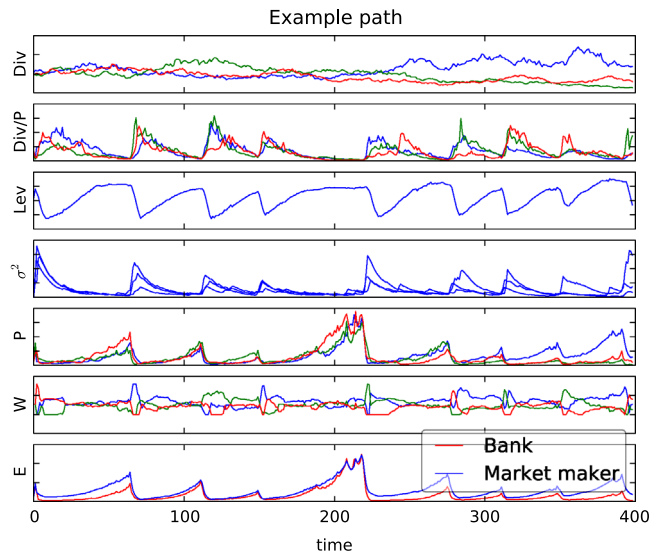 Example path
Div
Div/P
Lev
σ²
P
W
E
Bank
Market maker
0 100 200 300 400
time